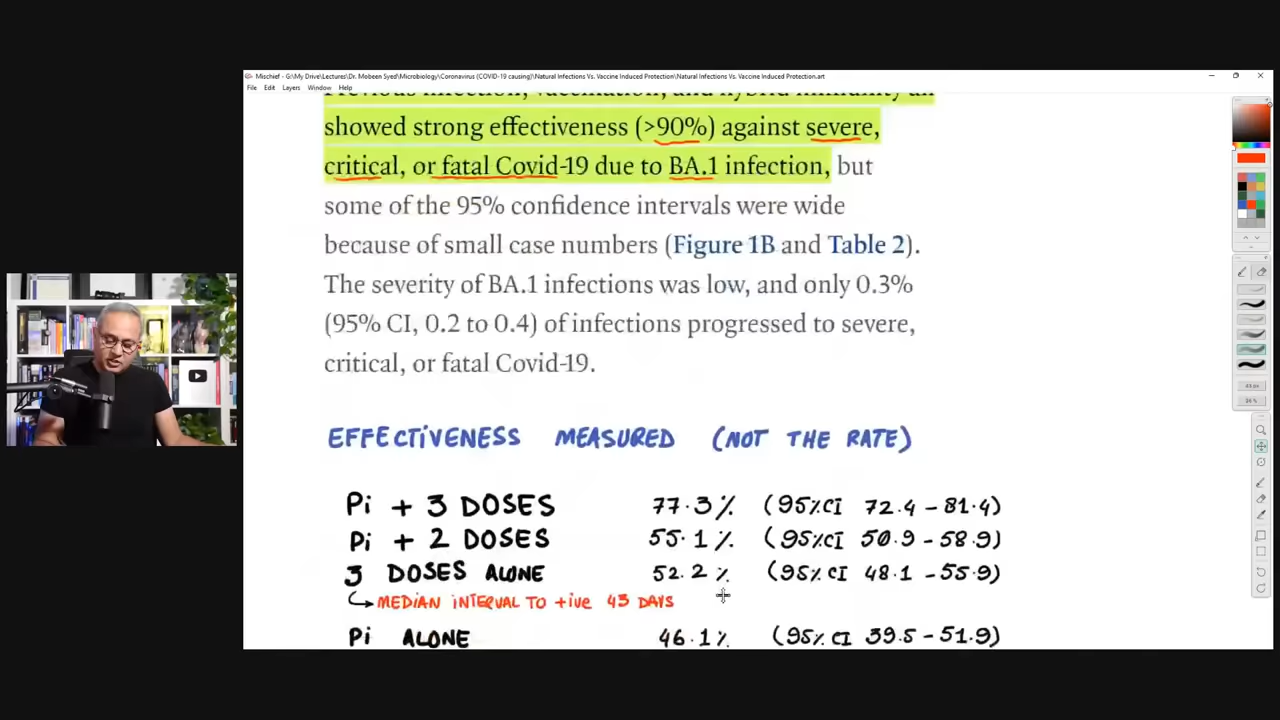 Mischief - G:\My Drive\Lectures\Dr. Mobeen Syed\Microbiology\Coronavirus (COVID-19 causing)\Natural Infections Vs. Vaccine Induced Protection\Natural Infections Vs. Vaccine Induced Protection.art
File Edit Layers Window Help
Previous infection, vaccination, and hybrid immunity all
showed strong effectiveness (>90%) against severe,
critical, or fatal Covid-19 due to BA.1 infection, but
some of the 95% confidence intervals were wide
because of small case numbers (Figure 1B and Table 2).
The severity of BA.1 infections was low, and only 0.3%
(95% CI, 0.2 to 0.4) of infections progressed to severe,
critical, or fatal Covid-19.
EFFECTIVENESS MEASURED (NOT THE RATE)
Pi + 3 DOSES 77.3% (95%CI 72.4 - 81.4)
Pi + 2 DOSES 55.1% (95%CI 50.9 - 58.9)
3 DOSES ALONE 52.2% (95% CI 48.1 - 55.9)
MEDIAN INTERVAL TO +ive 43 DAYS
Pi ALONE 46.1% (95% CI 39.5 - 51.9)